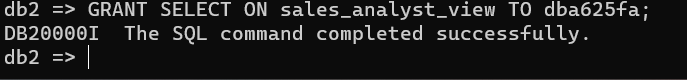 db2 => GRANT SELECT ON sales_analyst_view TO dba625fa;
DB20000I  The SQL command completed successfully.
db2 =>